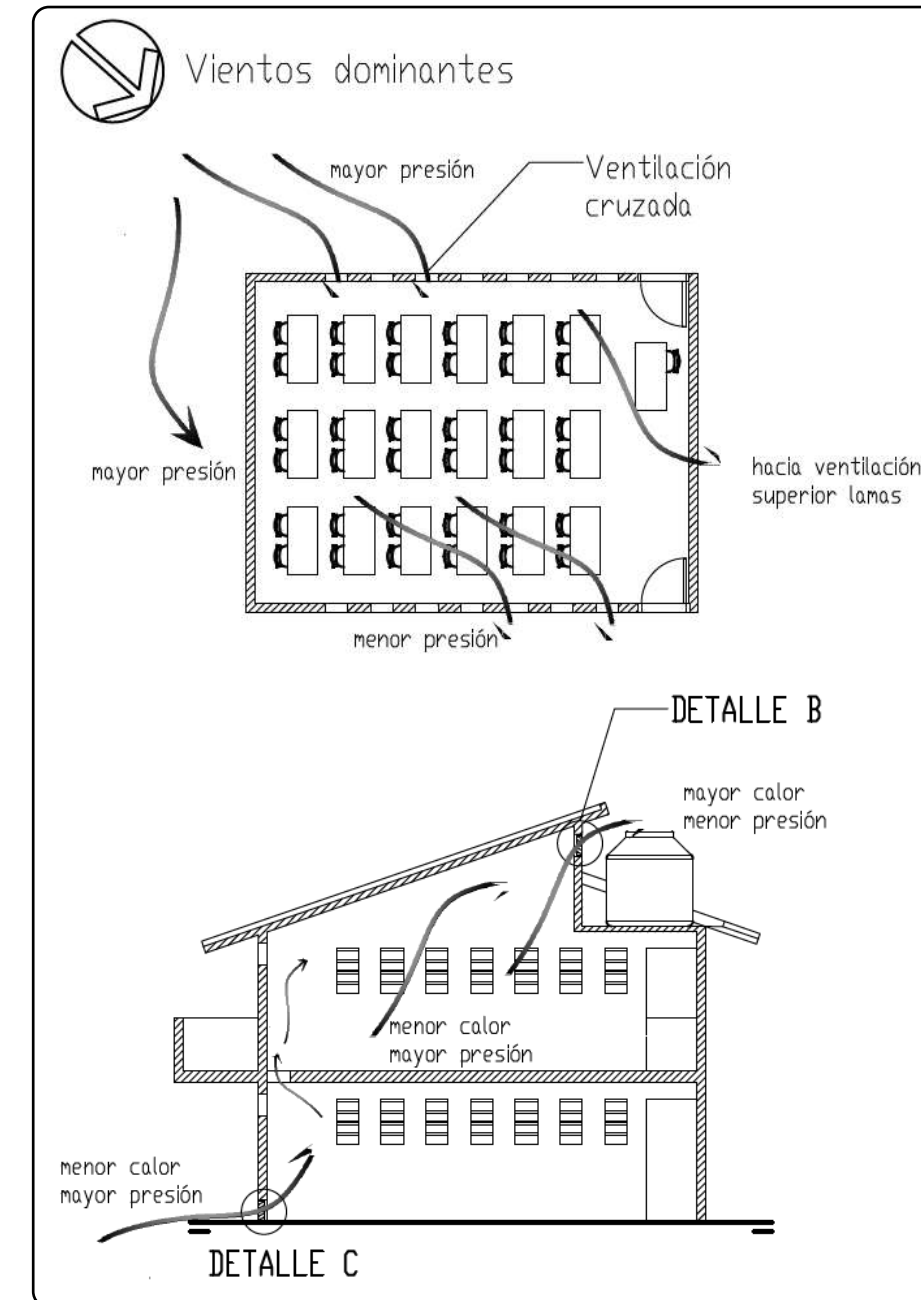 Vientos dominantes
mayor presión
Ventilación
cruzada
mayor presión
hacia ventilación
superior lamas
menor presión
DETALLE B
mayor calor
menor presión
menor calor
mayor presión
menor calor
mayor presión
DETALLE C